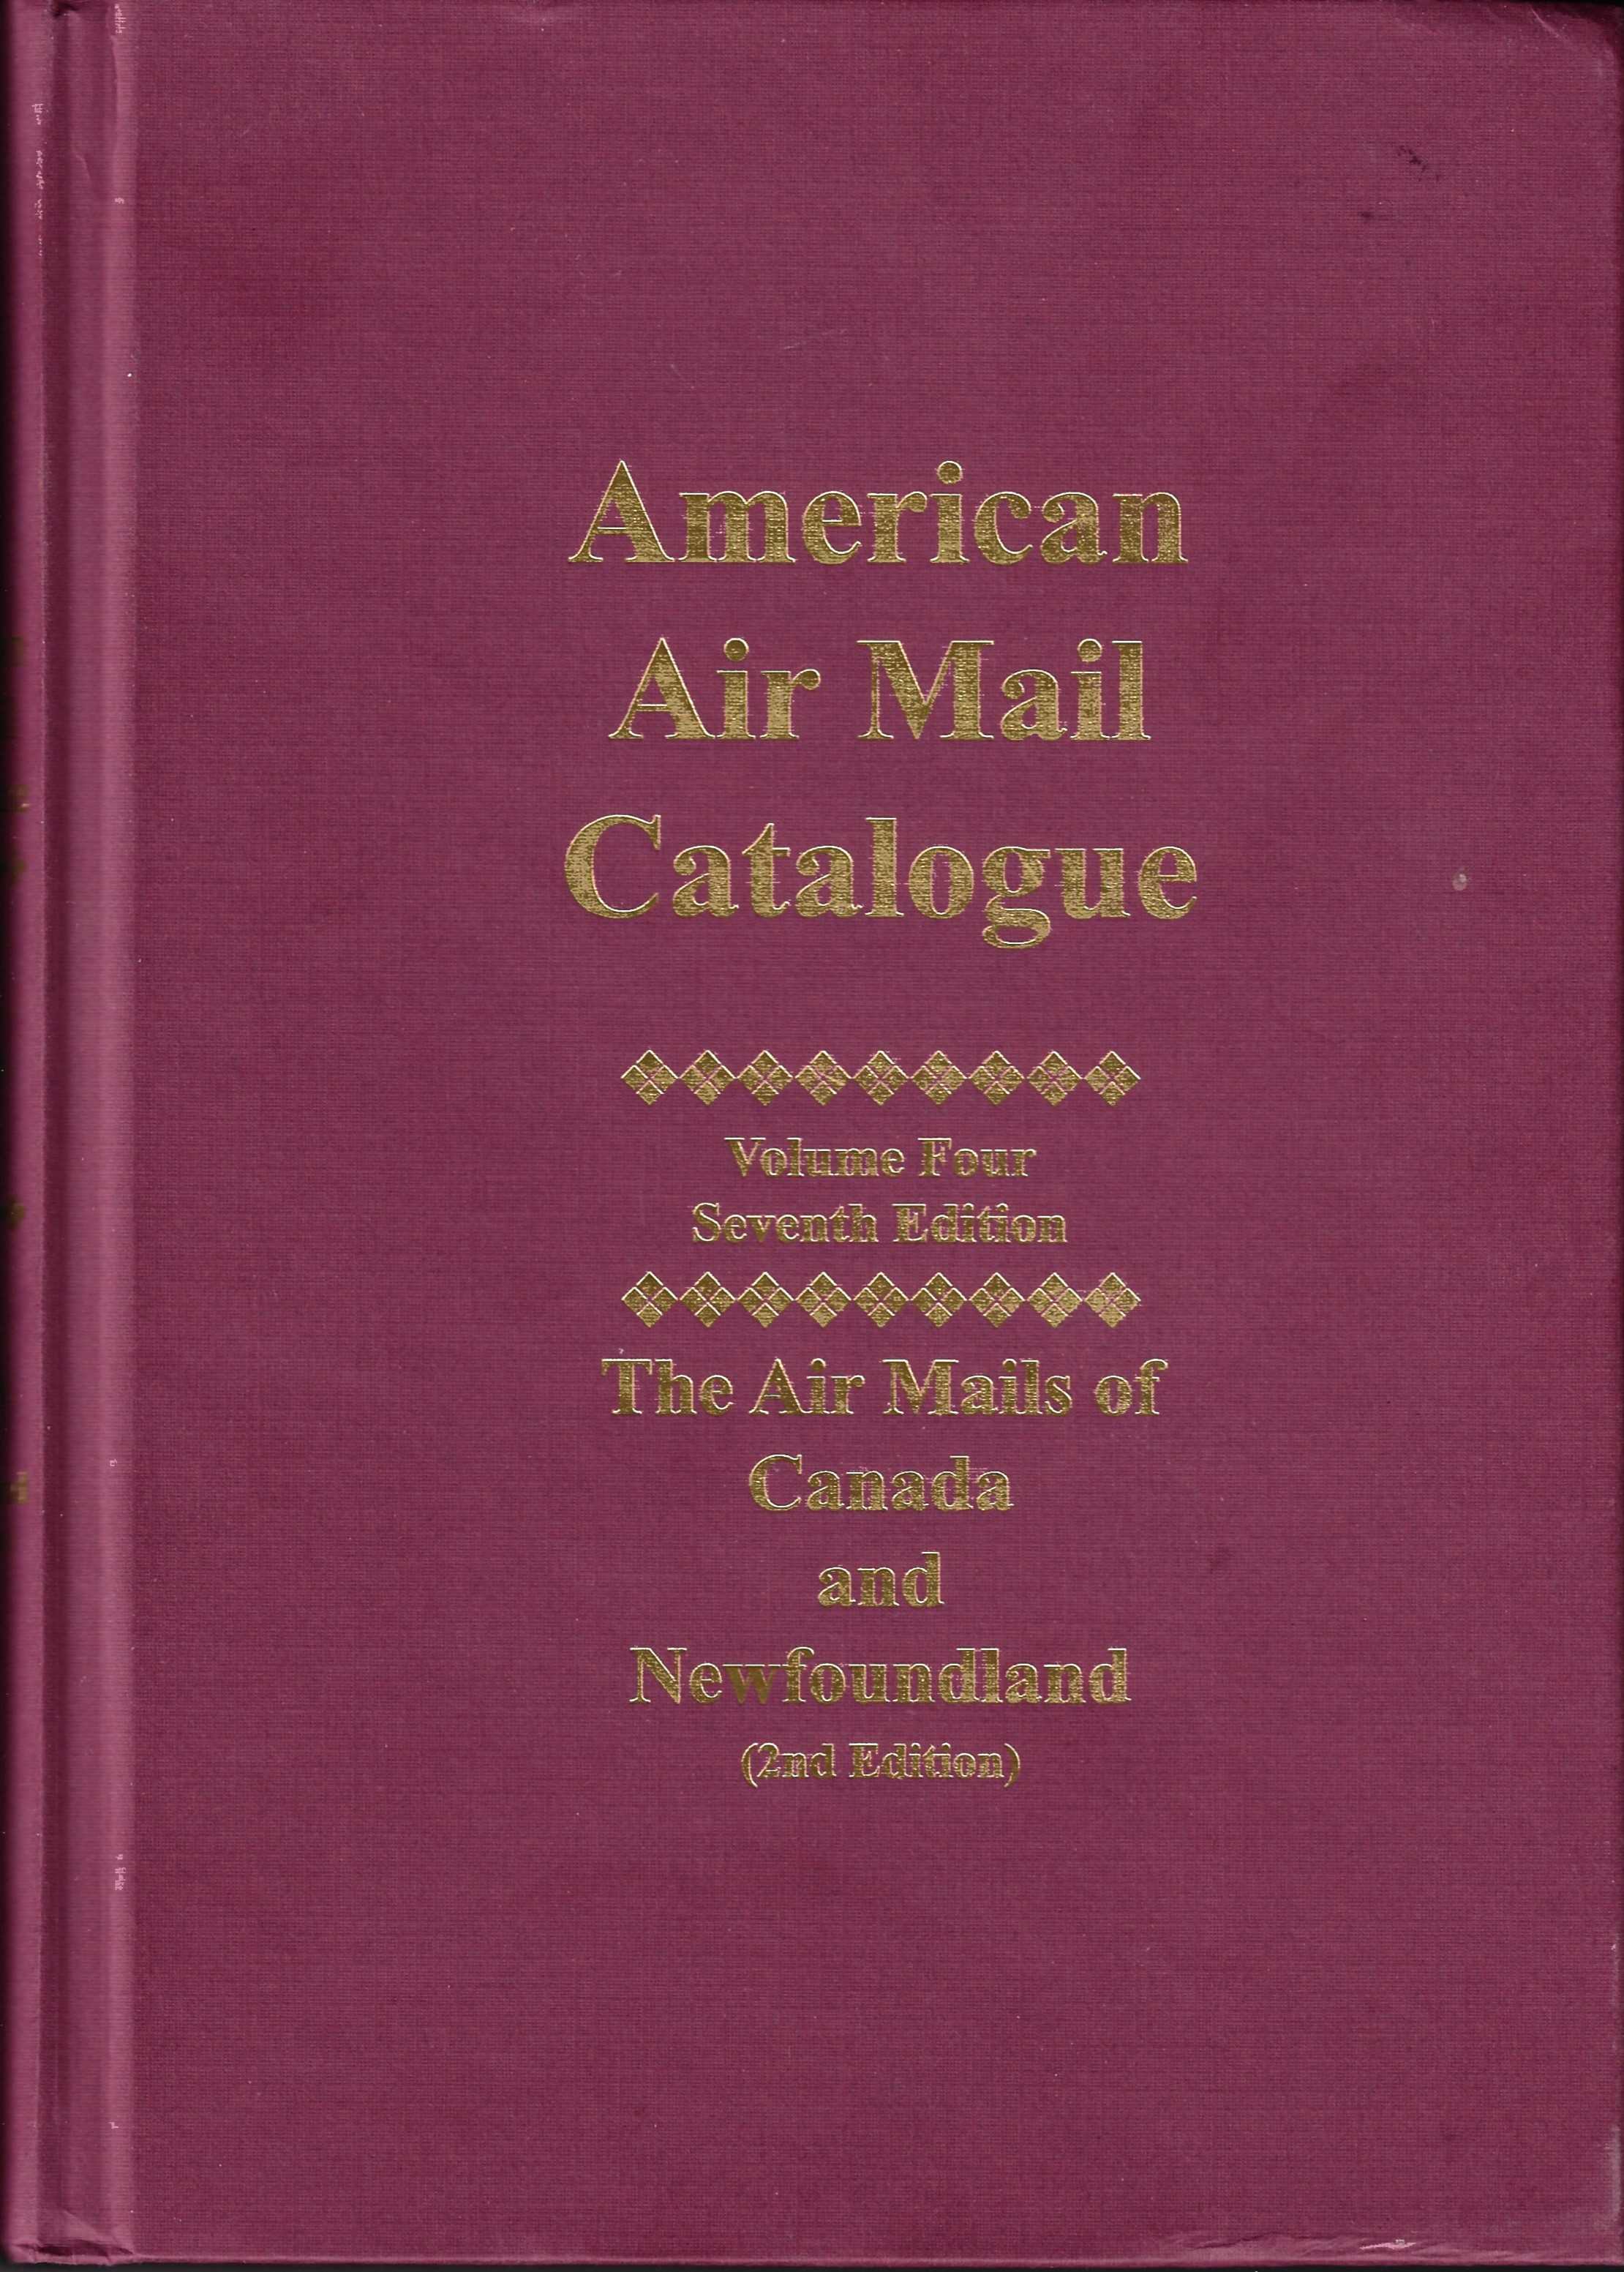 American
Air Mail
Catalogue
Volume Four
Seventh Edition
The Air Mails of
Canada
and
Newfoundland
(2nd Edition)